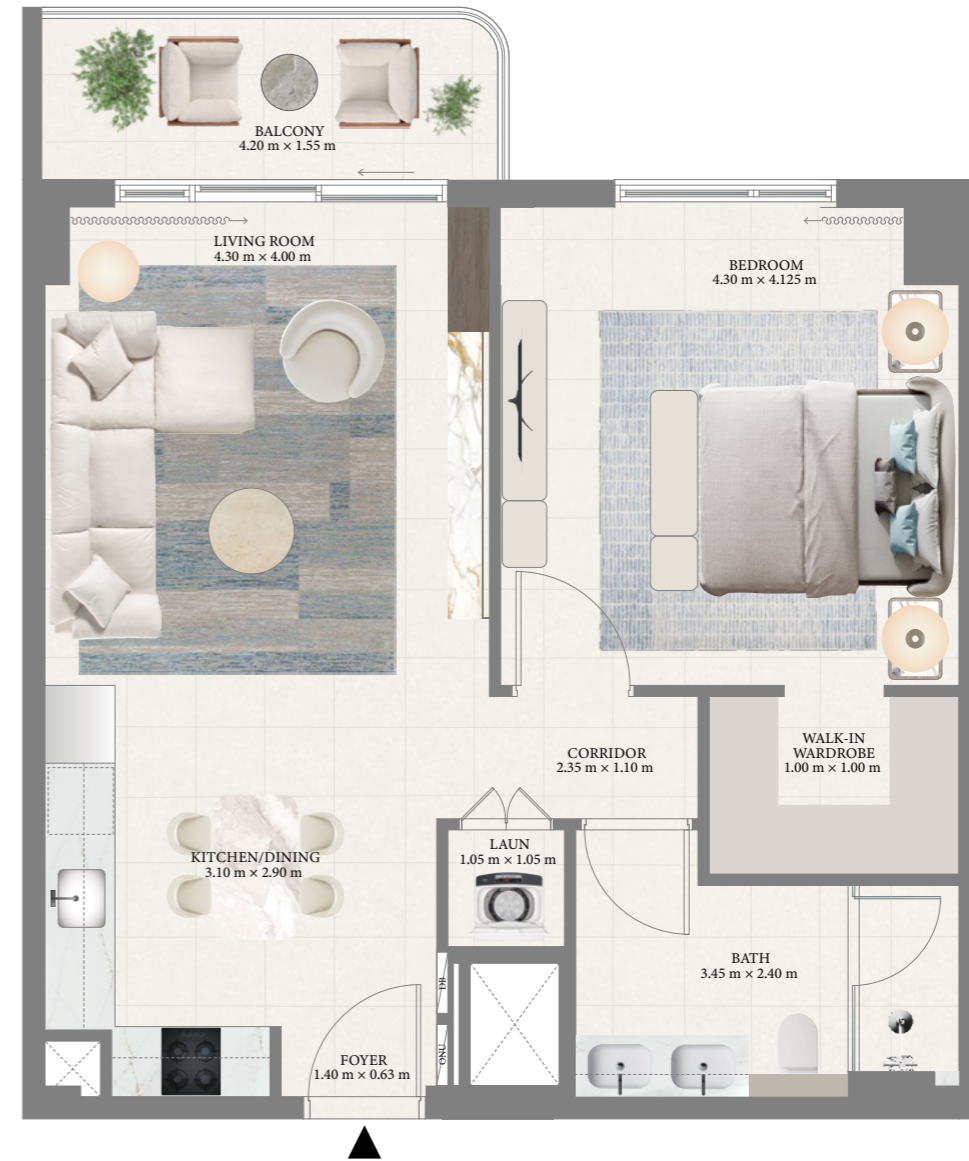 BALCONY
4.20 m × 1.55 m
LIVING ROOM
4.30 m × 4.00 m
BEDROOM
4.30 m × 4.125 m
CORRIDOR
2.35 m × 1.10 m
WALK-IN
WARDROBE
1.00 m × 1.00 m
LAUN
1.05 m × 1.05 m
KITCHEN/DINING
3.10 m × 2.90 m
BATH
3.45 m × 2.40 m
DB
ONU
FOYER
1.40 m × 0.63 m